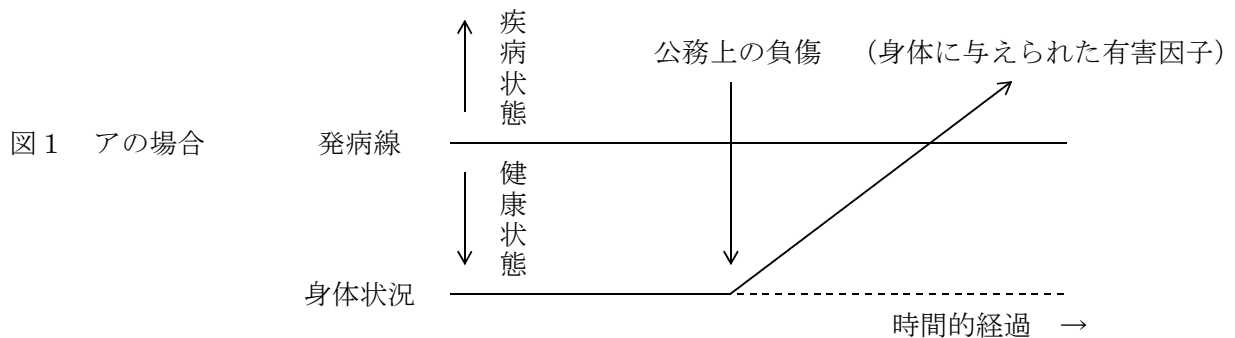 疾病状態
公務上の負傷　（身体に与えられた有害因子）
図１　アの場合　発病線
健康状態
身体状況
時間的経過　→